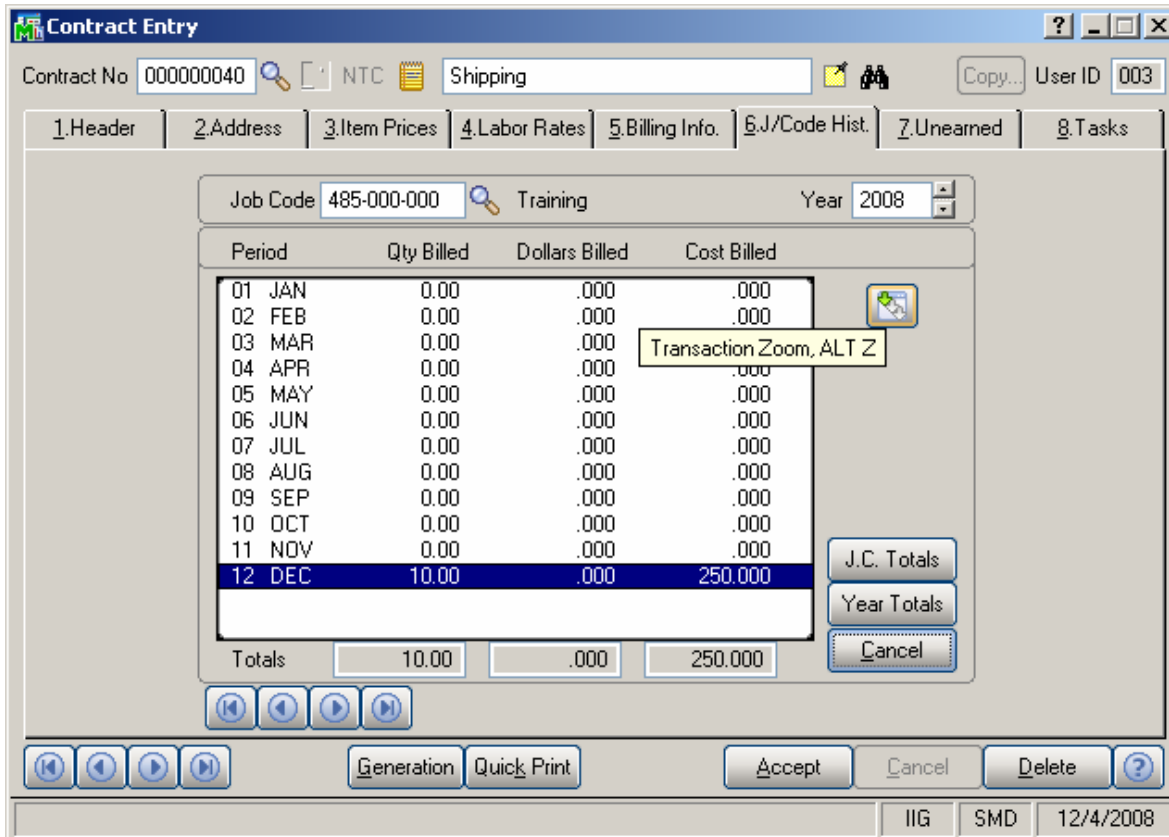 Contract Entry
Contract No 000000040 NTC Shipping Copy... User ID 003
1.Header 2.Address 3.Item Prices 4.Labor Rates 5.Billing Info. 6.J/Code Hist. 7.Unearned 8.Tasks
Job Code 485-000-000 Training Year 2008
Period Qty Billed Dollars Billed Cost Billed
01 JAN 0.00 .000 .000
02 FEB 0.00 .000 .000
03 MAR 0.00 .000
Transaction Zoom, ALT Z
04 APR 0.00 .000 .000
05 MAY 0.00 .000 .000
06 JUN 0.00 .000 .000
07 JUL 0.00 .000 .000
08 AUG 0.00 .000 .000
09 SEP 0.00 .000 .000
10 OCT 0.00 .000 .000
11 NOV 0.00 .000 .000
J.C. Totals
12 DEC 10.00 .000 250.000
Year Totals
Cancel
Totals 10.00 .000 250.000
Generation Quick Print Accept Cancel Delete
IIG SMD 12/4/2008